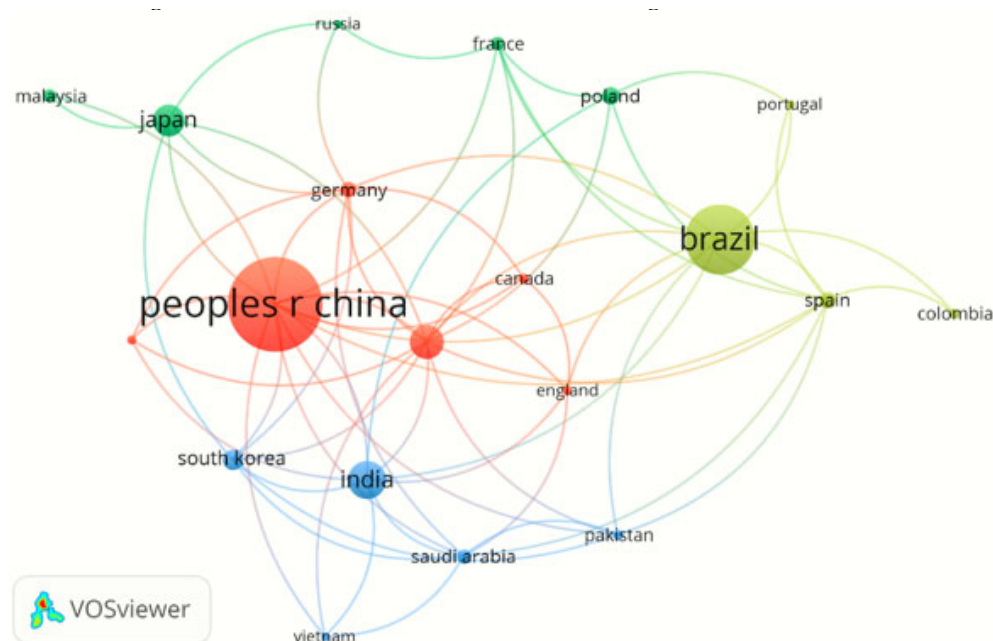 russia
france
malaysia
japan
poland
portugal
germany
brazil
canada
peoples r china
spain
colombia
england
south korea
india
pakistan
saudi arabia
VOSviewer
vietnam